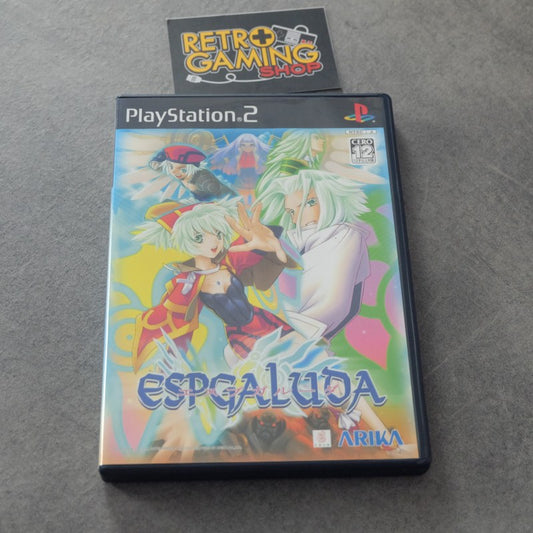 RETRO
GAMING
SHOP
PlayStation®2
CERO
12
ESPGALUDA
ARIKA